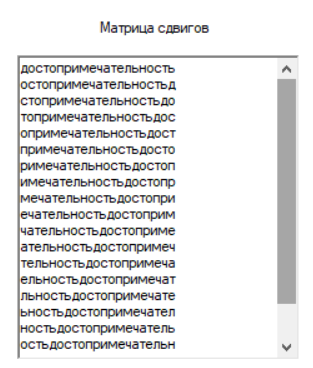 Матрица сдвигов
достопримечательность
остопримечательностьд
стопримечательностьдо
топримечательностьдос
опримечательностьдост
примечательностьдосто
римечательностьдостоп
имечательностьдостопр
мечательностьдостопри
ечательностьдостоприм
чательностьдостоприме
ательностьдостопримеч
тельностьдостопримеча
ельностьдостопримечат
льностьдостопримечате
ьностьдостопримечател
ностьдостопримечатель
остьдостопримечательн